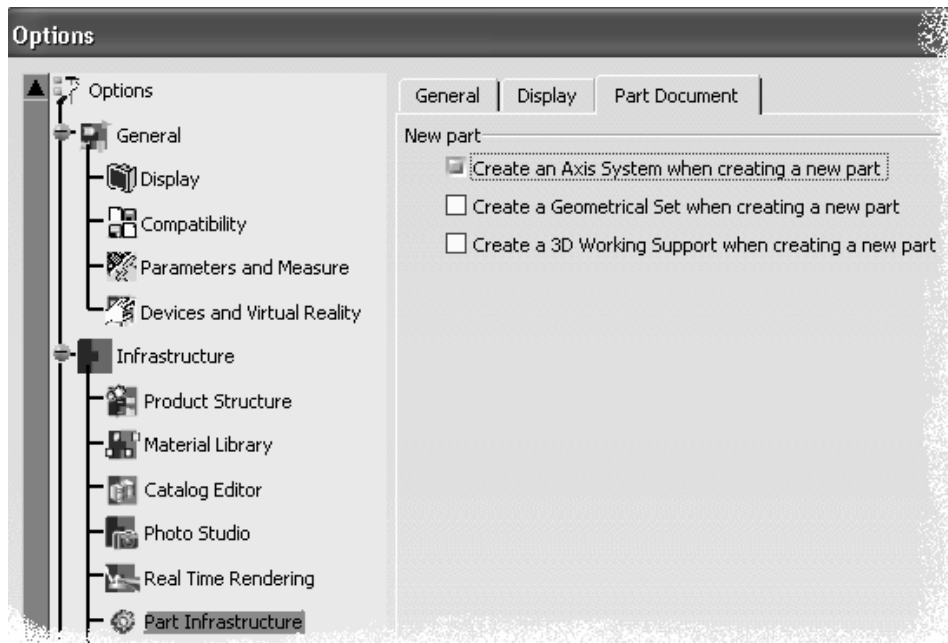 Options
Options
General
Display
Compatibility
Parameters and Measure
Devices and Virtual Reality
Infrastructure
Product Structure
Material Library
Catalog Editor
Photo Studio
Real Time Rendering
Part Infrastructure
General Display Part Document
New part
Create an Axis System when creating a new part
Create a Geometrical Set when creating a new part
Create a 3D Working Support when creating a new part